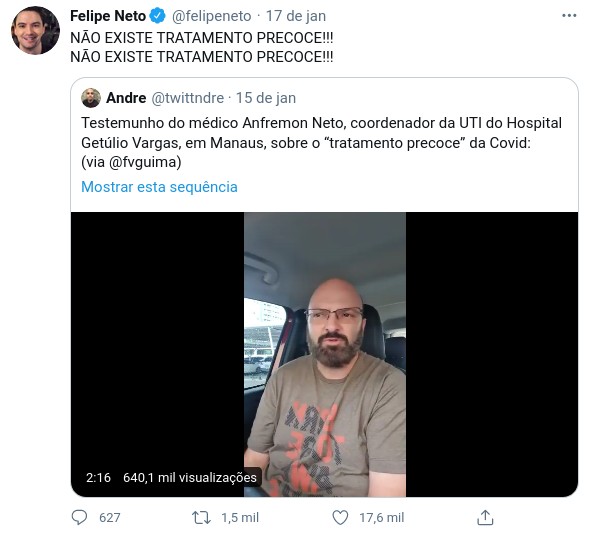 Felipe Neto @felipeneto · 17 de jan
NÃO EXISTE TRATAMENTO PRECOCE!!!
NÃO EXISTE TRATAMENTO PRECOCE!!!
Andre @twittndre · 15 de jan
Testemunho do médico Anfremon Neto, coordenador da UTI do Hospital
Getúlio Vargas, em Manaus, sobre o “tratamento precoce” da Covid:
(via @fvguima)
Mostrar esta sequência
2:16 640,1 mil visualizações
627 1,5 mil 17,6 mil